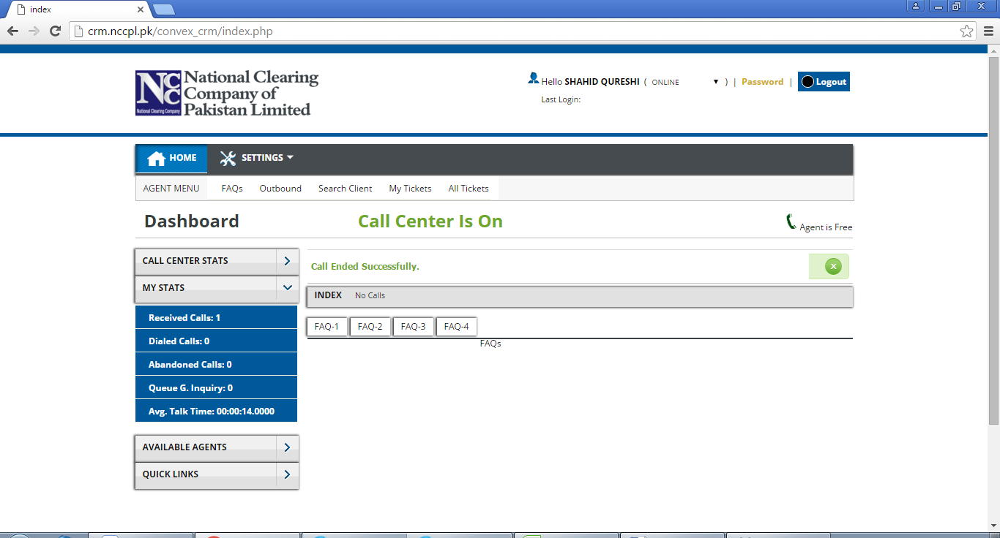 index
crm.nccpl.pk/convex_crm/index.php
NCC
National Clearing Company
National Clearing
Company of
Pakistan Limited
Hello SHAHID QURESHI ( ONLINE ) | Password | Logout
Last Login:
HOME SETTINGS
AGENT MENU FAQs Outbound Search Client My Tickets All Tickets
Dashboard Call Center Is On Agent is Free
CALL CENTER STATS
MY STATS
Received Calls: 1
Dialed Calls: 0
Abandoned Calls: 0
Queue G. Inquiry: 0
Avg. Talk Time: 00:00:14.0000
AVAILABLE AGENTS
QUICK LINKS
Call Ended Successfully. x
INDEX No Calls
FAQ-1 FAQ-2 FAQ-3 FAQ-4
FAQs